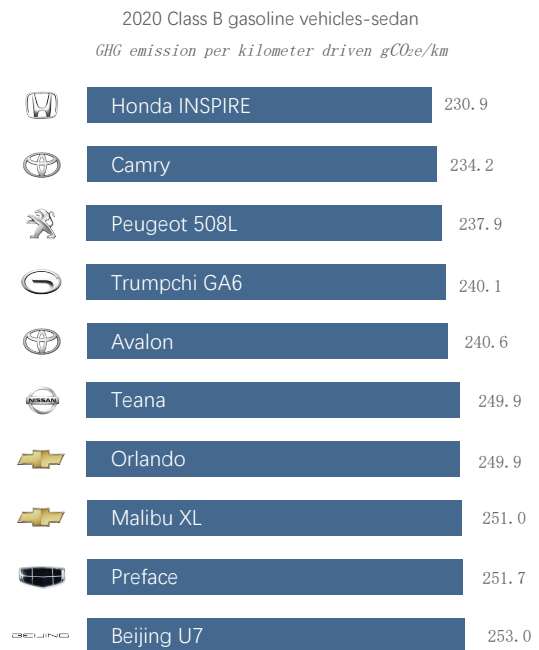 2020 Class B gasoline vehicles-sedan
GHG emission per kilometer driven gCO₂e/km
Honda INSPIRE 230.9
Camry 234.2
Peugeot 508L 237.9
Trumpchi GA6 240.1
Avalon 240.6
NISSAN Teana 249.9
Orlando 249.9
Malibu XL 251.0
Preface 251.7
BEIJING Beijing U7 253.0